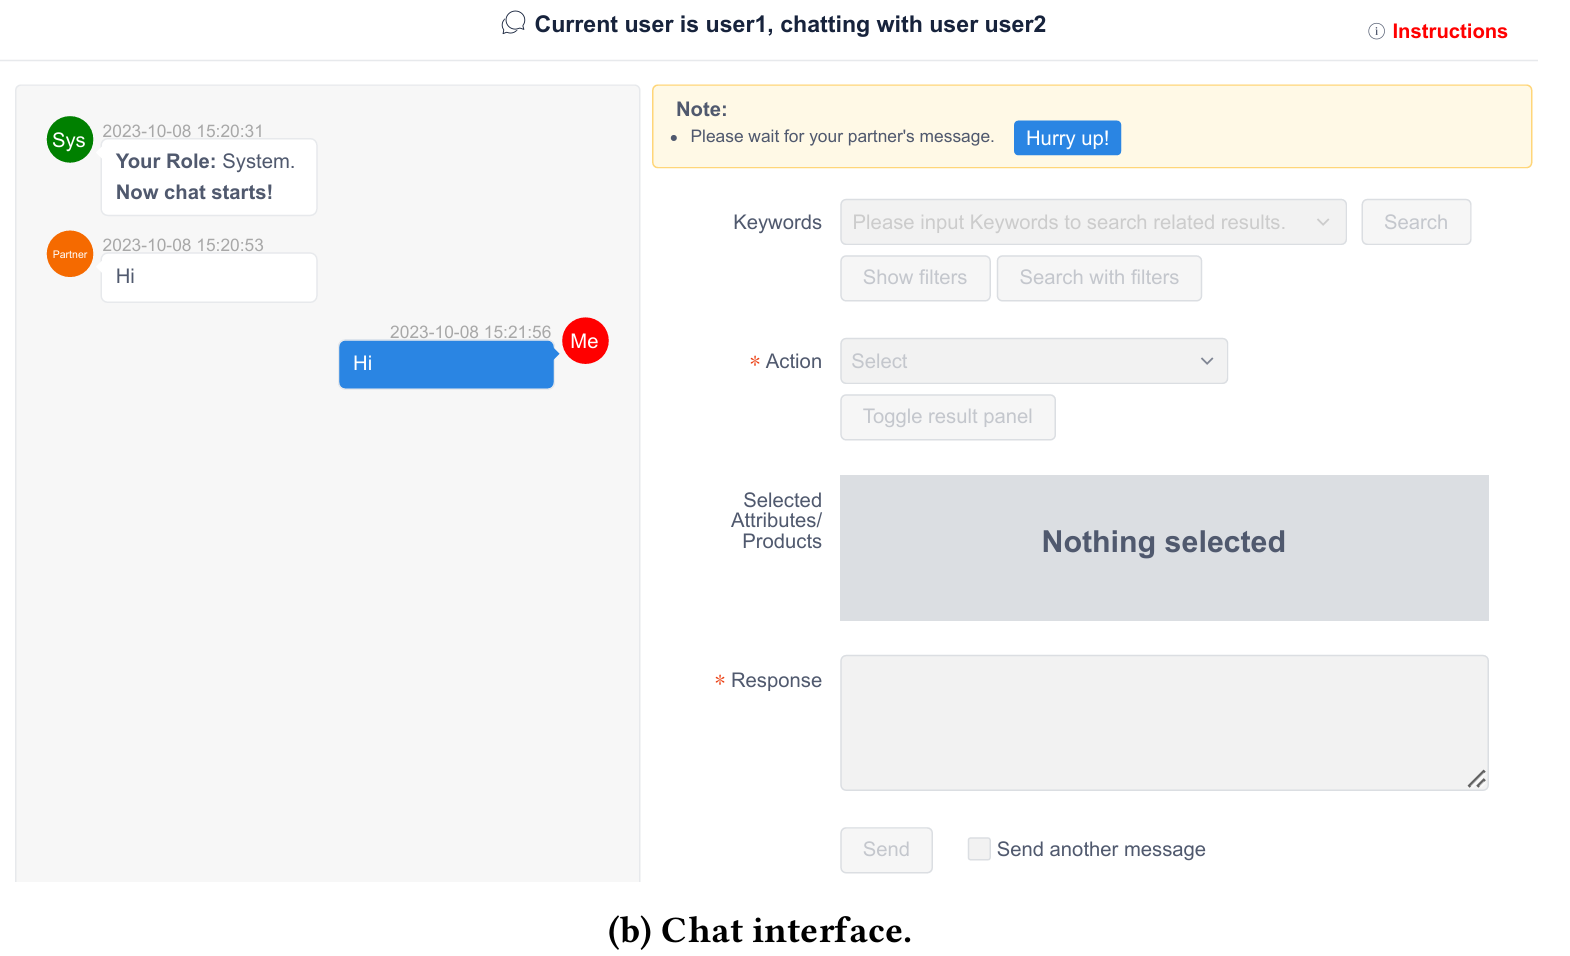 Current user is user1, chatting with user user2
Instructions
Sys
2023-10-08 15:20:31
Your Role: System.
Now chat starts!
Partner
2023-10-08 15:20:53
Hi
2023-10-08 15:21:56
Me
Hi
Note:
• Please wait for your partner's message.
Hurry up!
Keywords
Please input Keywords to search related results.
Search
Show filters
Search with filters
* Action
Select
Toggle result panel
Selected
Attributes/
Products
Nothing selected
* Response
Send
Send another message
(b) Chat interface.